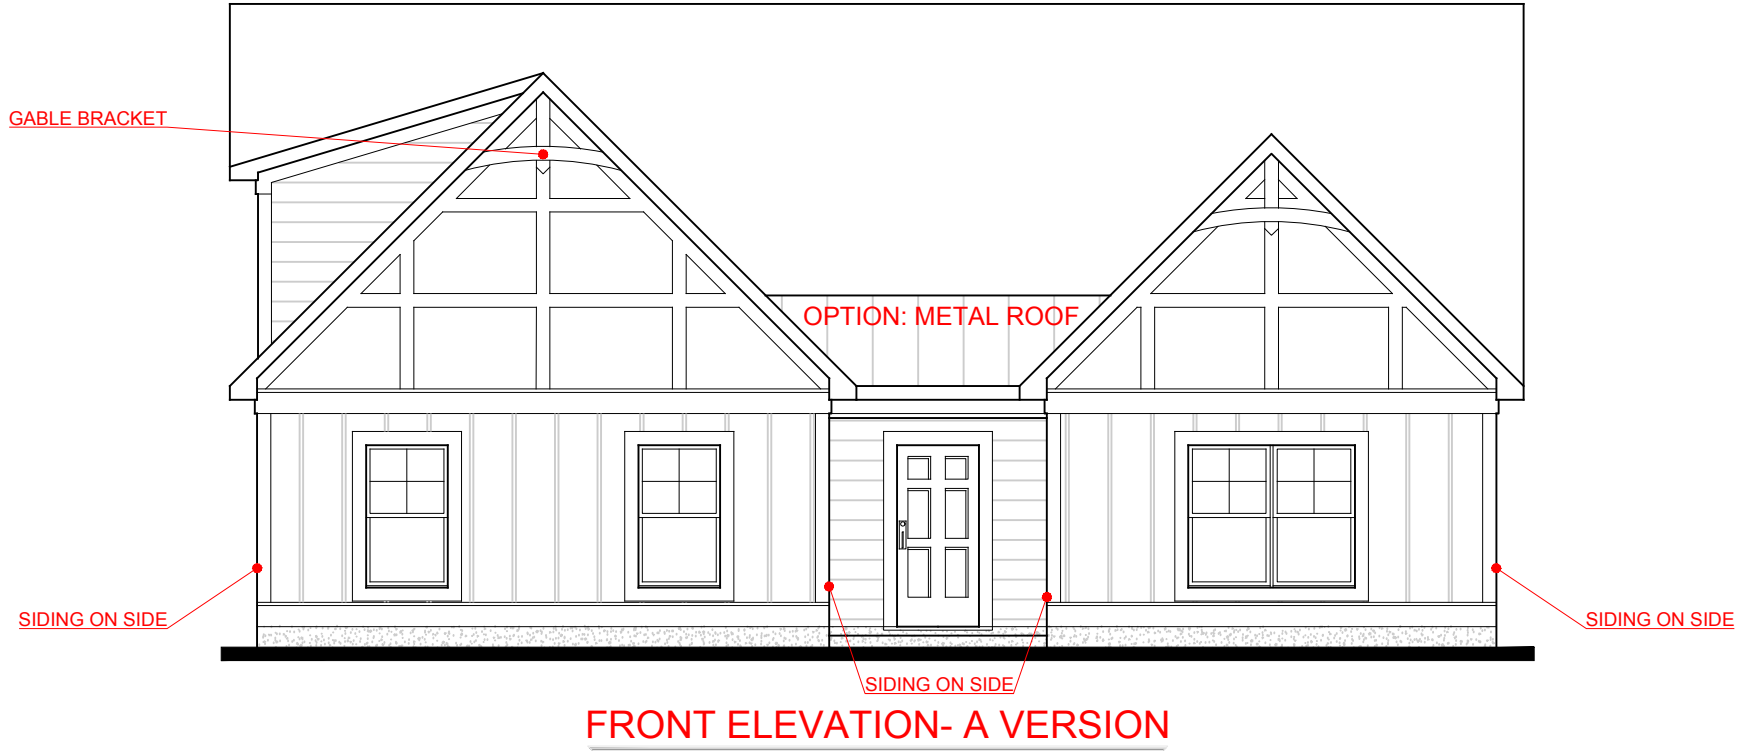 GABLE BRACKET
OPTION: METAL ROOF
SIDING ON SIDE
SIDING ON SIDE
SIDING ON SIDE
FRONT ELEVATION- A VERSION